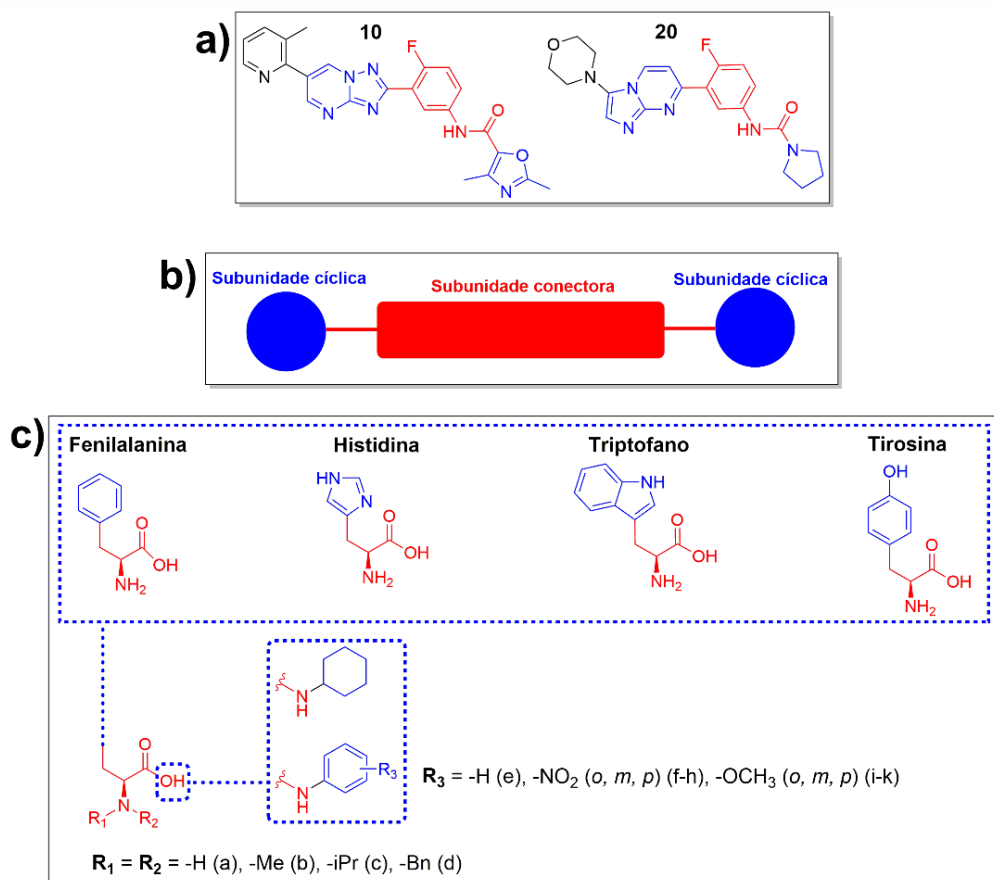 a)
10
20
N
N
N
N
N
N
F
HN
O
O
N
O
N
N
N
N
F
HN
O
N
b)
Subunidade cíclica
Subunidade conectora
Subunidade cíclica
c)
Fenilalanina
Histidina
Triptofano
Tirosina
O
OH
NH2
HN
N
O
OH
NH2
NH
O
OH
NH2
OH
O
OH
NH2
N
H
O
OH
N
R1
R2
N
H
R3
R3 = -H (e), -NO2 (o, m, p) (f-h), -OCH3 (o, m, p) (i-k)
R1 = R2 = -H (a), -Me (b), -iPr (c), -Bn (d)